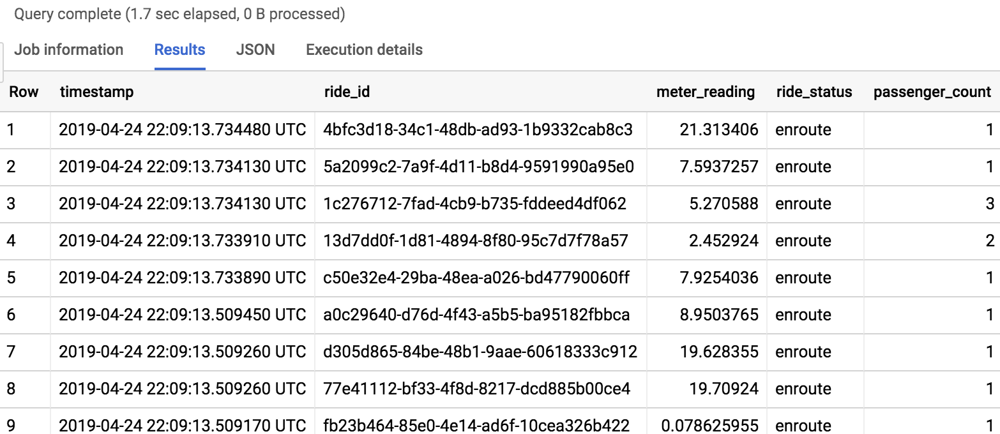 Query complete (1.7 sec elapsed, 0 B processed)
Job information Results JSON Execution details
Row timestamp ride_id meter_reading ride_status passenger_count
1 2019-04-24 22:09:13.734480 UTC 4bfc3d18-34c1-48db-ad93-1b9332cab8c3 21.313406 enroute 1
2 2019-04-24 22:09:13.734130 UTC 5a2099c2-7a9f-4d11-b8d4-9591990a95e0 7.5937257 enroute 1
3 2019-04-24 22:09:13.734130 UTC 1c276712-7fad-4cb9-b735-fddeed4df062 5.270588 enroute 3
4 2019-04-24 22:09:13.733910 UTC 13d7dd0f-1d81-4894-8f80-95c7d7f78a57 2.452924 enroute 2
5 2019-04-24 22:09:13.733890 UTC c50e32e4-29ba-48ea-a026-bd47790060ff 7.9254036 enroute 1
6 2019-04-24 22:09:13.509450 UTC a0c29640-d76d-4f43-a5b5-ba95182fbbca 8.9503765 enroute 1
7 2019-04-24 22:09:13.509260 UTC d305d865-84be-48b1-9aae-60618333c912 19.628355 enroute 1
8 2019-04-24 22:09:13.509260 UTC 77e41112-bf33-4f8d-8217-dcd885b00ce4 19.70924 enroute 1
9 2019-04-24 22:09:13.509170 UTC fb23b464-85e0-4e14-ad6f-10cea326b422 0.078625955 enroute 1